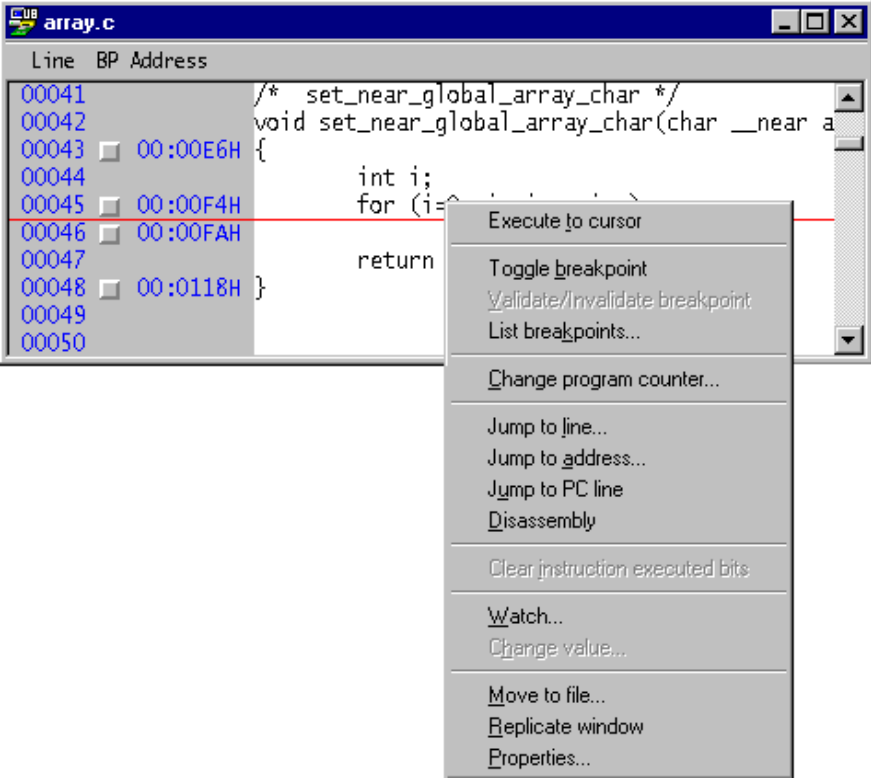 array.c
Line BP Address
00041 /* set_near_global_array_char */
00042 void set_near_global_array_char(char __near a
00043 00:00E6H {
00044 int i;
00045 00:00F4H for (i=
00046 00:00FAH
00047 return
00048 00:0118H }
00049
00050
Execute to cursor
Toggle breakpoint
Validate/Invalidate breakpoint
List breakpoints...
Change program counter...
Jump to line...
Jump to address...
Jump to PC line
Disassembly
Clear instruction executed bits
Watch...
Change value...
Move to file...
Replicate window
Properties...